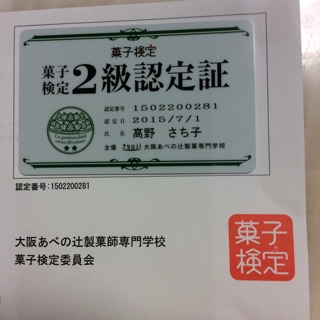 菓子検定
菓子検定2級認定証
認定番号 1502200281
認定日 2015/7/1
氏名 高野 さち子
主催 tsuji 大阪あべの辻製菓専門学校
認定番号:1502200281
大阪あべの辻製菓師専門学校
菓子検定委員会
菓子検定